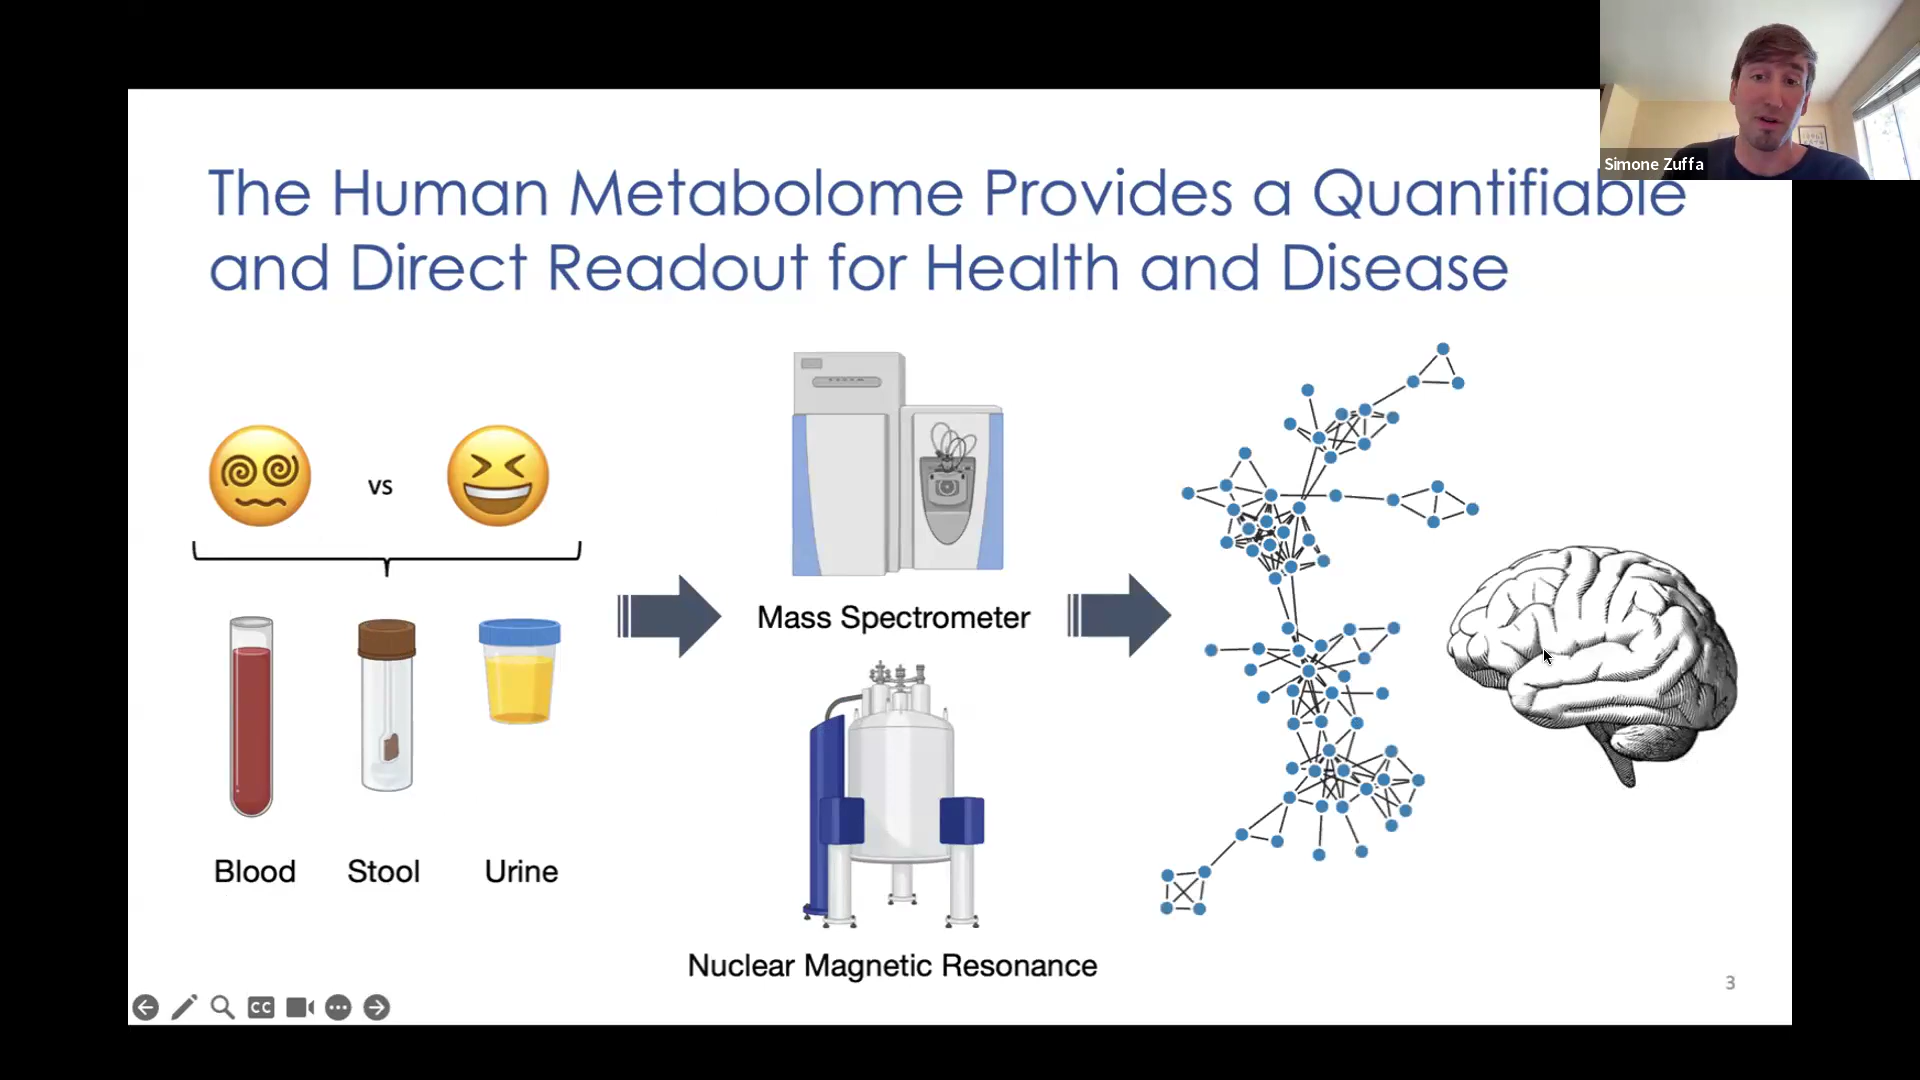 Simone Zuffa
The Human Metabolome Provides a Quantifiable
and Direct Readout for Health and Disease
vs
Mass Spectrometer
Blood
Stool
Urine
Nuclear Magnetic Resonance
3
CC